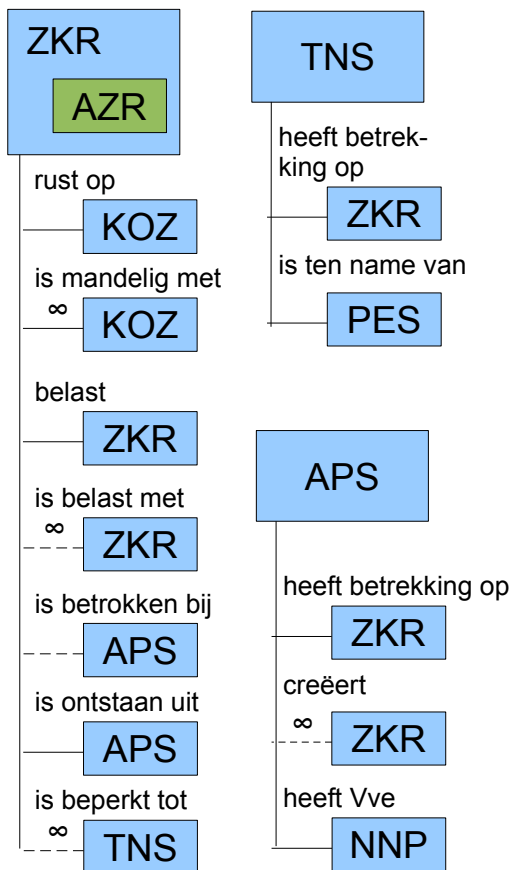 ZKR
AZR
rust op
KOZ
is mandelig met
∞
KOZ
belast
ZKR
is belast met
∞
ZKR
is betrokken bij
APS
is ontstaan uit
APS
is beperkt tot
∞
TNS
TNS
heeft betrek-
king op
ZKR
is ten name van
PES
APS
heeft betrekking op
ZKR
creëert
∞
ZKR
heeft Vve
NNP